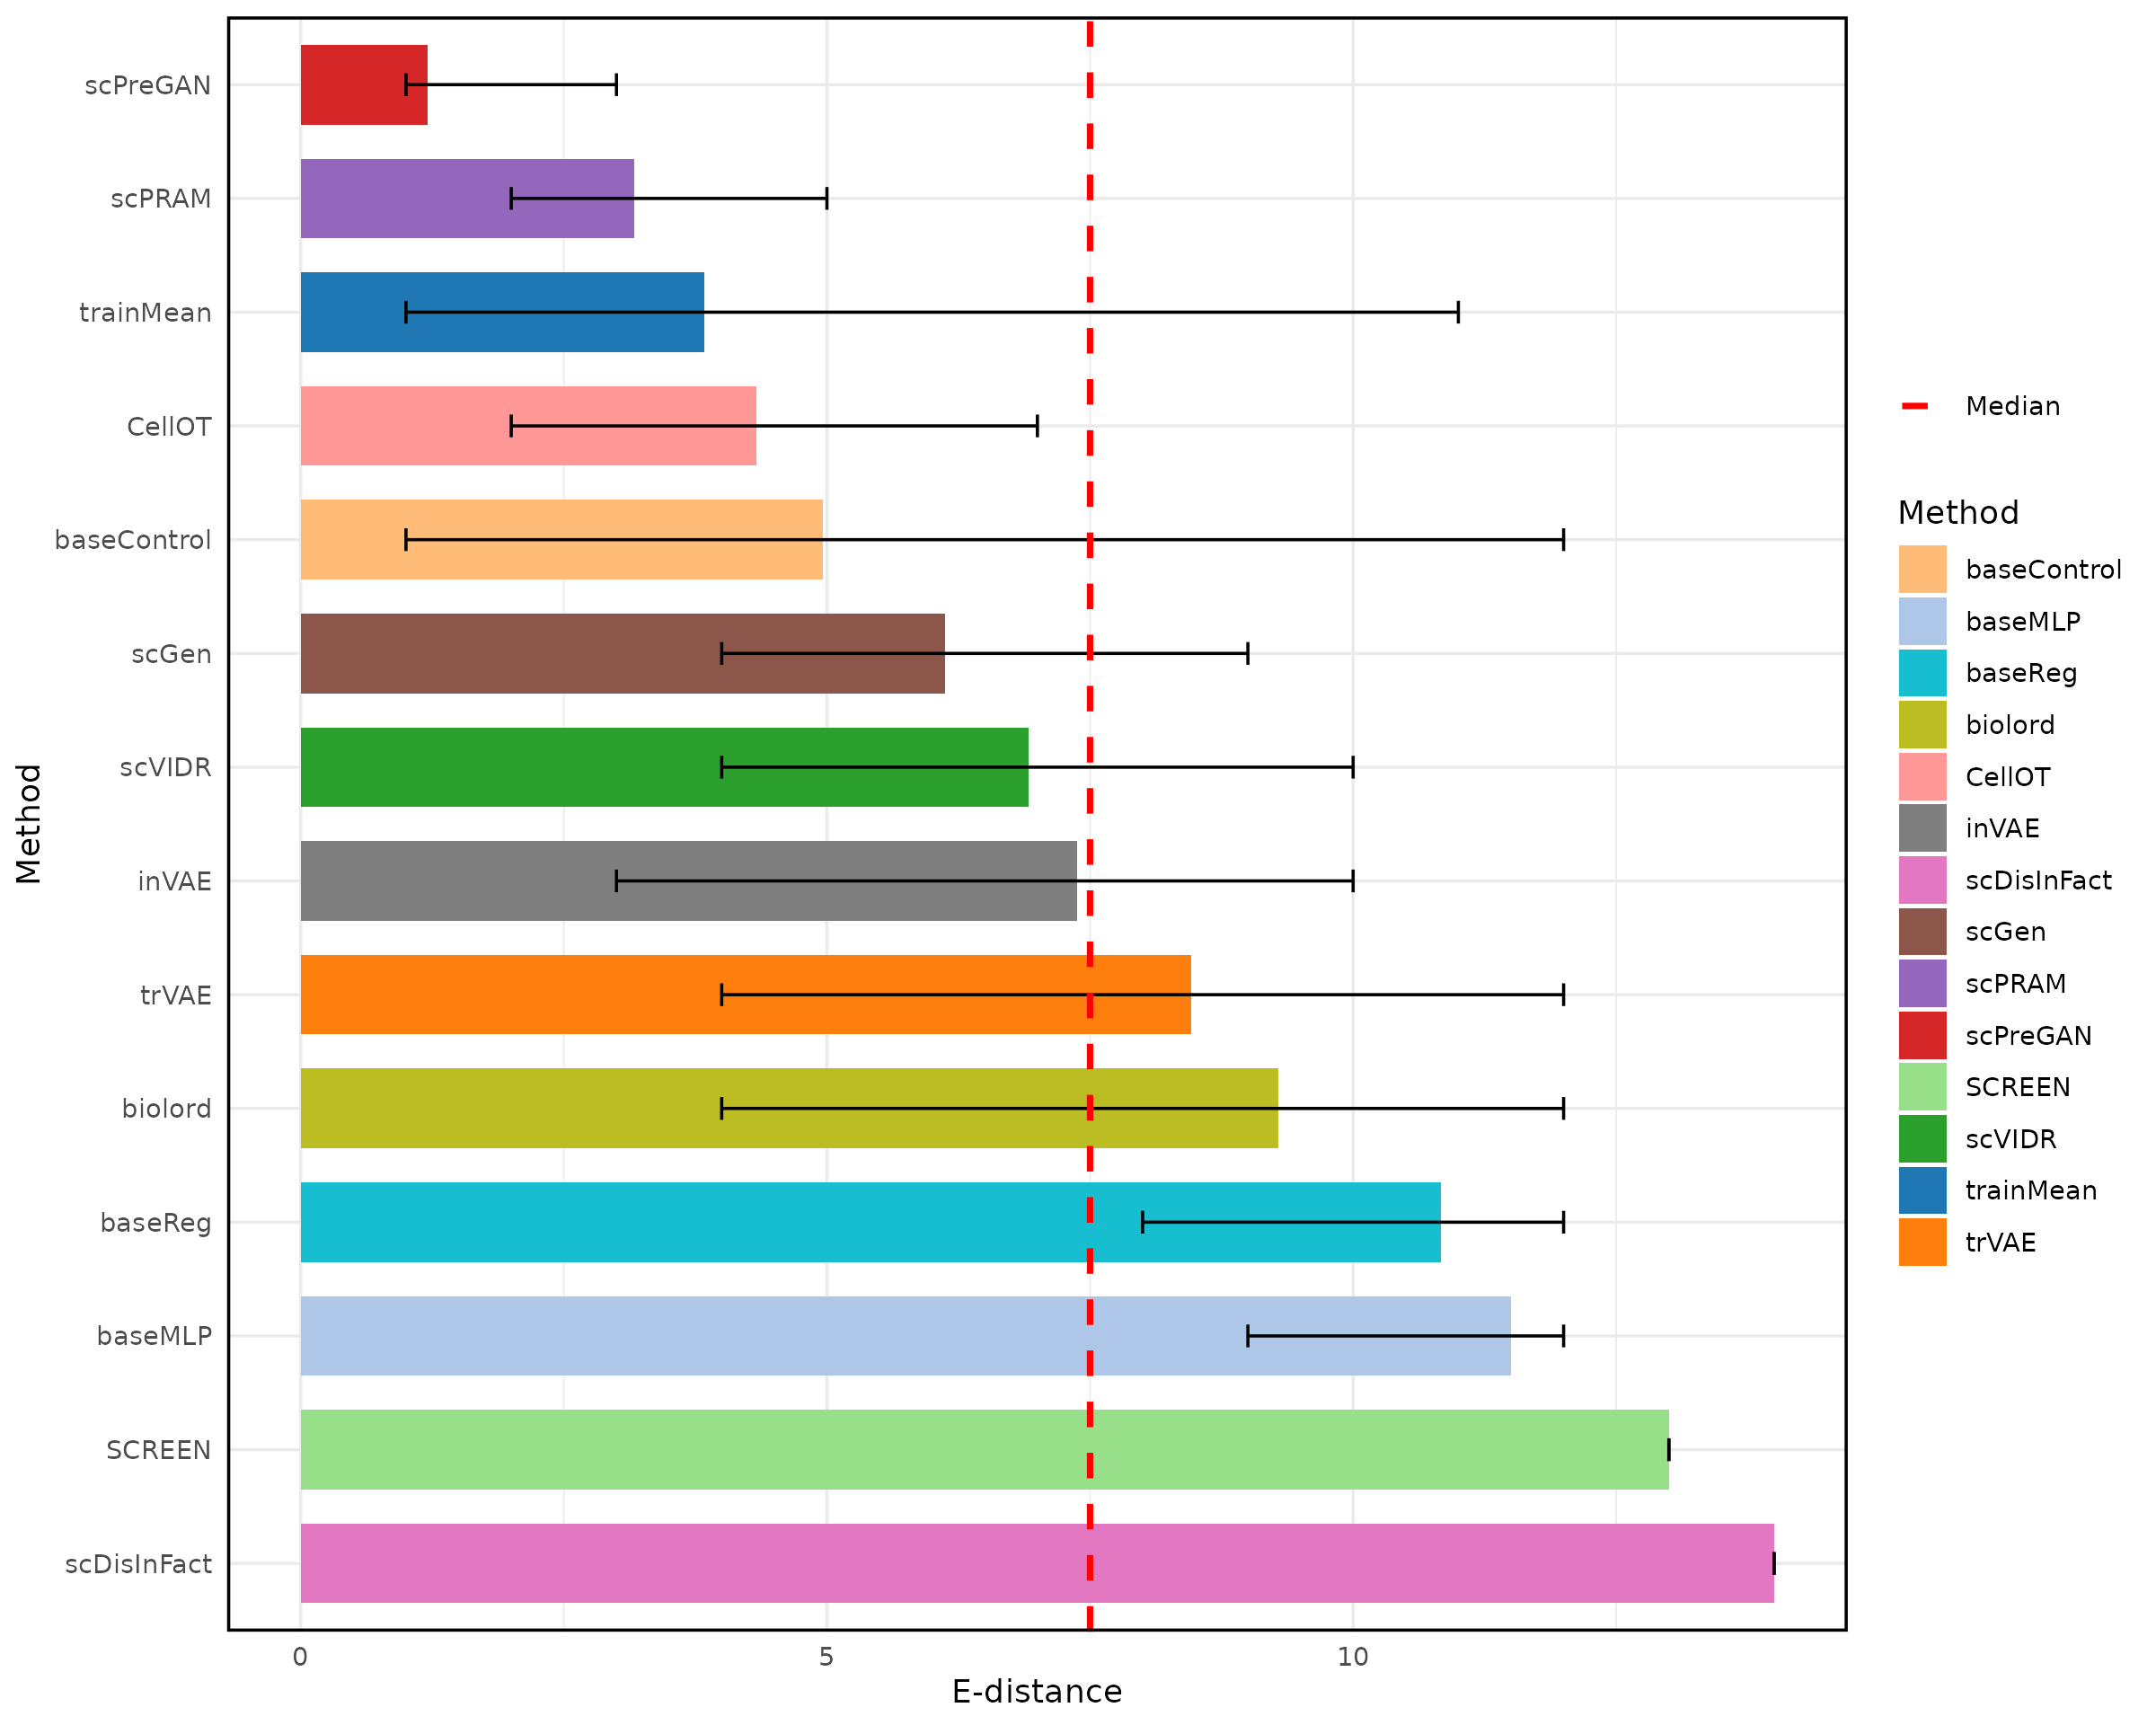 scPreGAN
scPRAM
trainMean
CellOT
baseControl
scGen
scVIDR
inVAE
trVAE
biolord
baseReg
baseMLP
SCREEN
scDisInFact
Method
0 5 10
E-distance
Median
Method
baseControl
baseMLP
baseReg
biolord
CellOT
inVAE
scDisInFact
scGen
scPRAM
scPreGAN
SCREEN
scVIDR
trainMean
trVAE